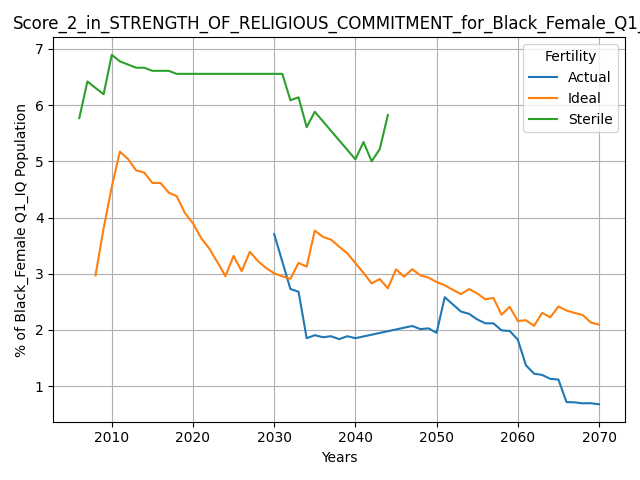 Score_2_in_STRENGTH_OF_RELIGIOUS_COMMITMENT_for_Black_Female_Q1_
7
6
5
4
3
2
1
% of Black_Female Q1_IQ Population
Fertility
Actual
Ideal
Sterile
2010
2020
2030
2040
2050
2060
2070
Years